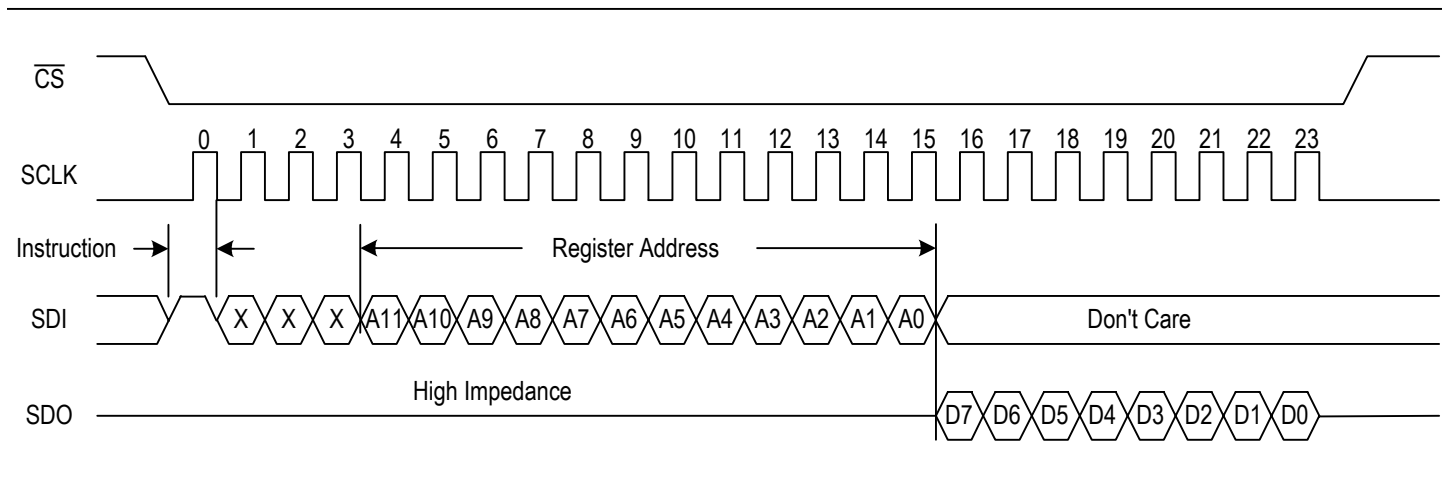 CS
0 1 2 3 4 5 6 7 8 9 10 11 12 13 14 15 16 17 18 19 20 21 22 23
SCLK
Instruction Register Address
SDI X X X A11 A10 A9 A8 A7 A6 A5 A4 A3 A2 A1 A0 Don't Care
High Impedance
SDO D7 D6 D5 D4 D3 D2 D1 D0